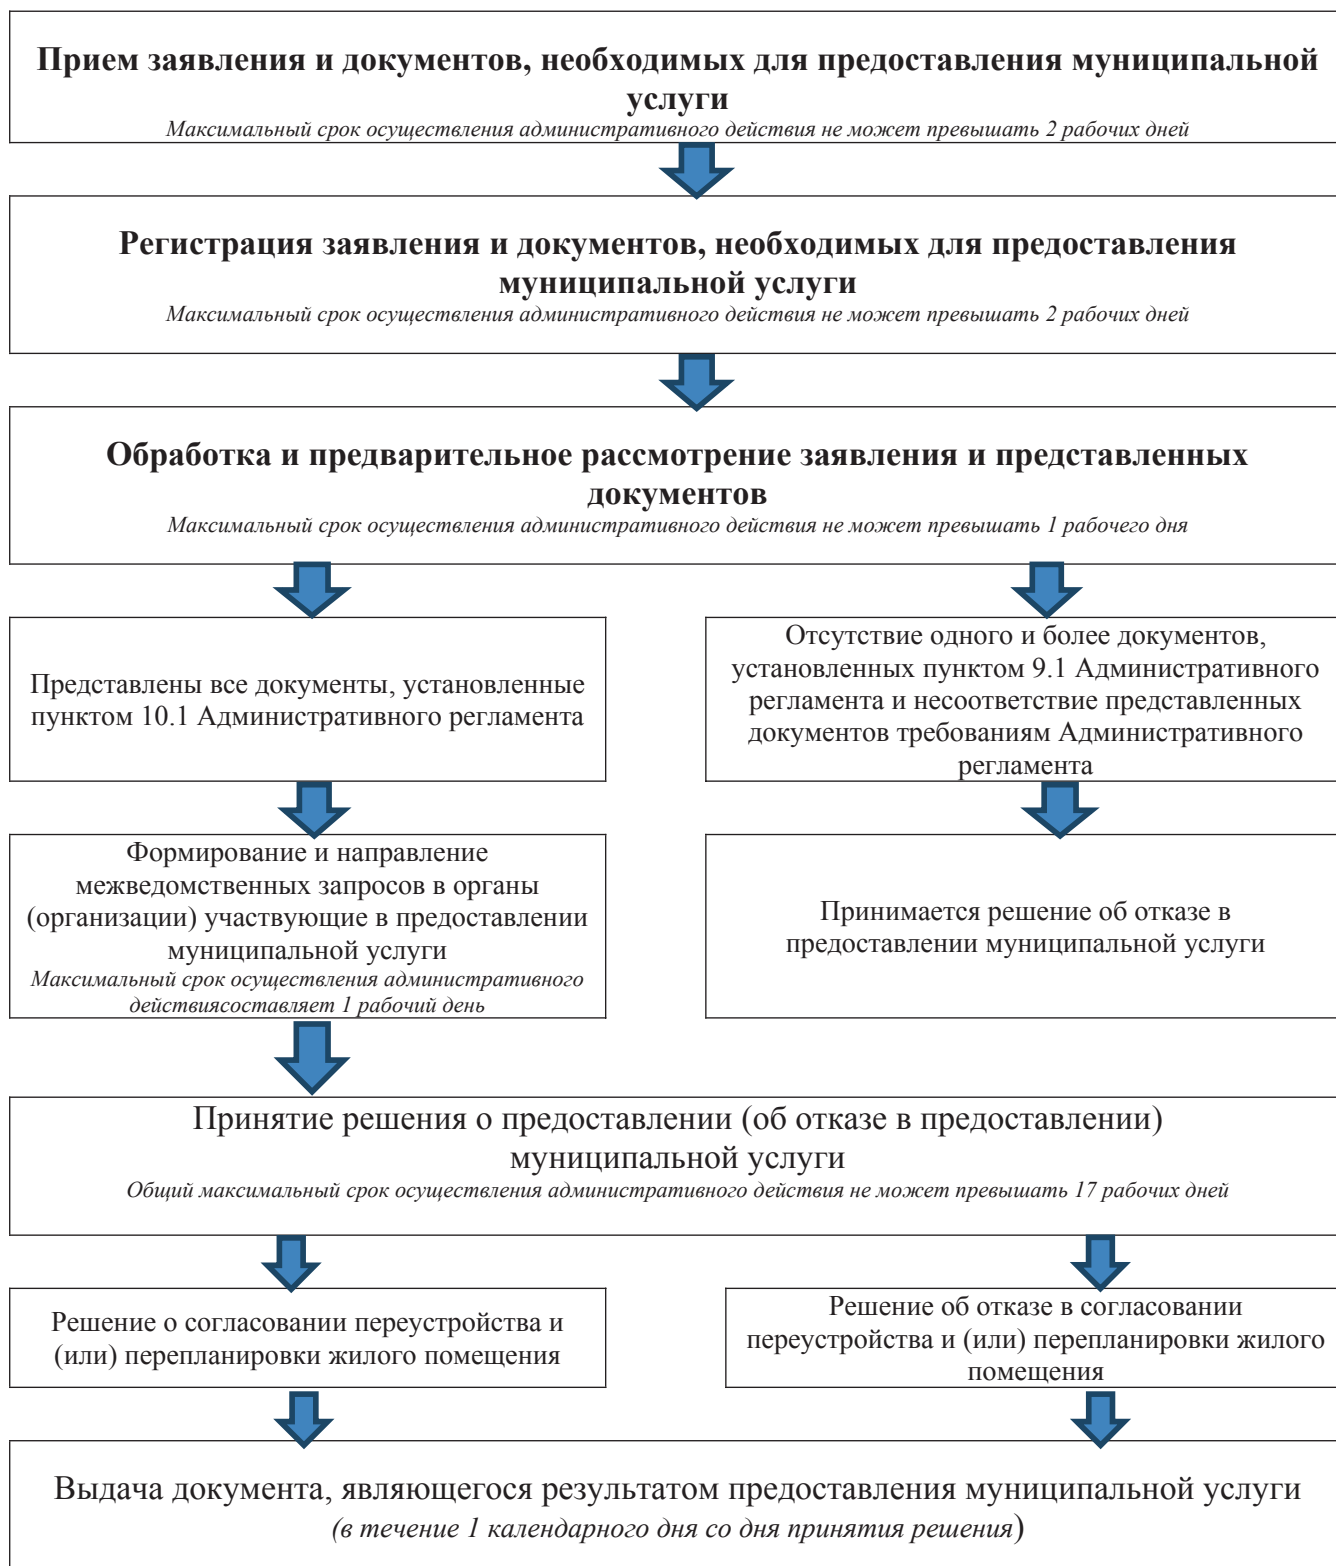 Прием заявления и документов, необходимых для предоставления муниципальной
услуги
Максимальный срок осуществления административного действия не может превышать 2 рабочих дней
Регистрация заявления и документов, необходимых для предоставления
муниципальной услуги
Максимальный срок осуществления административного действия не может превышать 2 рабочих дней
Обработка и предварительное рассмотрение заявления и представленных
документов
Максимальный срок осуществления административного действия не может превышать 1 рабочего дня
Представлены все документы, установленные
пунктом 10.1 Административного регламента
Отсутствие одного и более документов,
установленных пунктом 9.1 Административного
регламента и несоответствие представленных
документов требованиям Административного
регламента
Формирование и направление
межведомственных запросов в органы
(организации) участвующие в предоставлении
муниципальной услуги
Максимальный срок осуществления административного
действиясоставляет 1 рабочий день
Принимается решение об отказе в
предоставлении муниципальной услуги
Принятие решения о предоставлении (об отказе в предоставлении)
муниципальной услуги
Общий максимальный срок осуществления административного действия не может превышать 17 рабочих дней
Решение о согласовании переустройства и
(или) перепланировки жилого помещения
Решение об отказе в согласовании
переустройства и (или) перепланировки жилого
помещения
Выдача документа, являющегося результатом предоставления муниципальной услуги
(в течение 1 календарного дня со дня принятия решения)